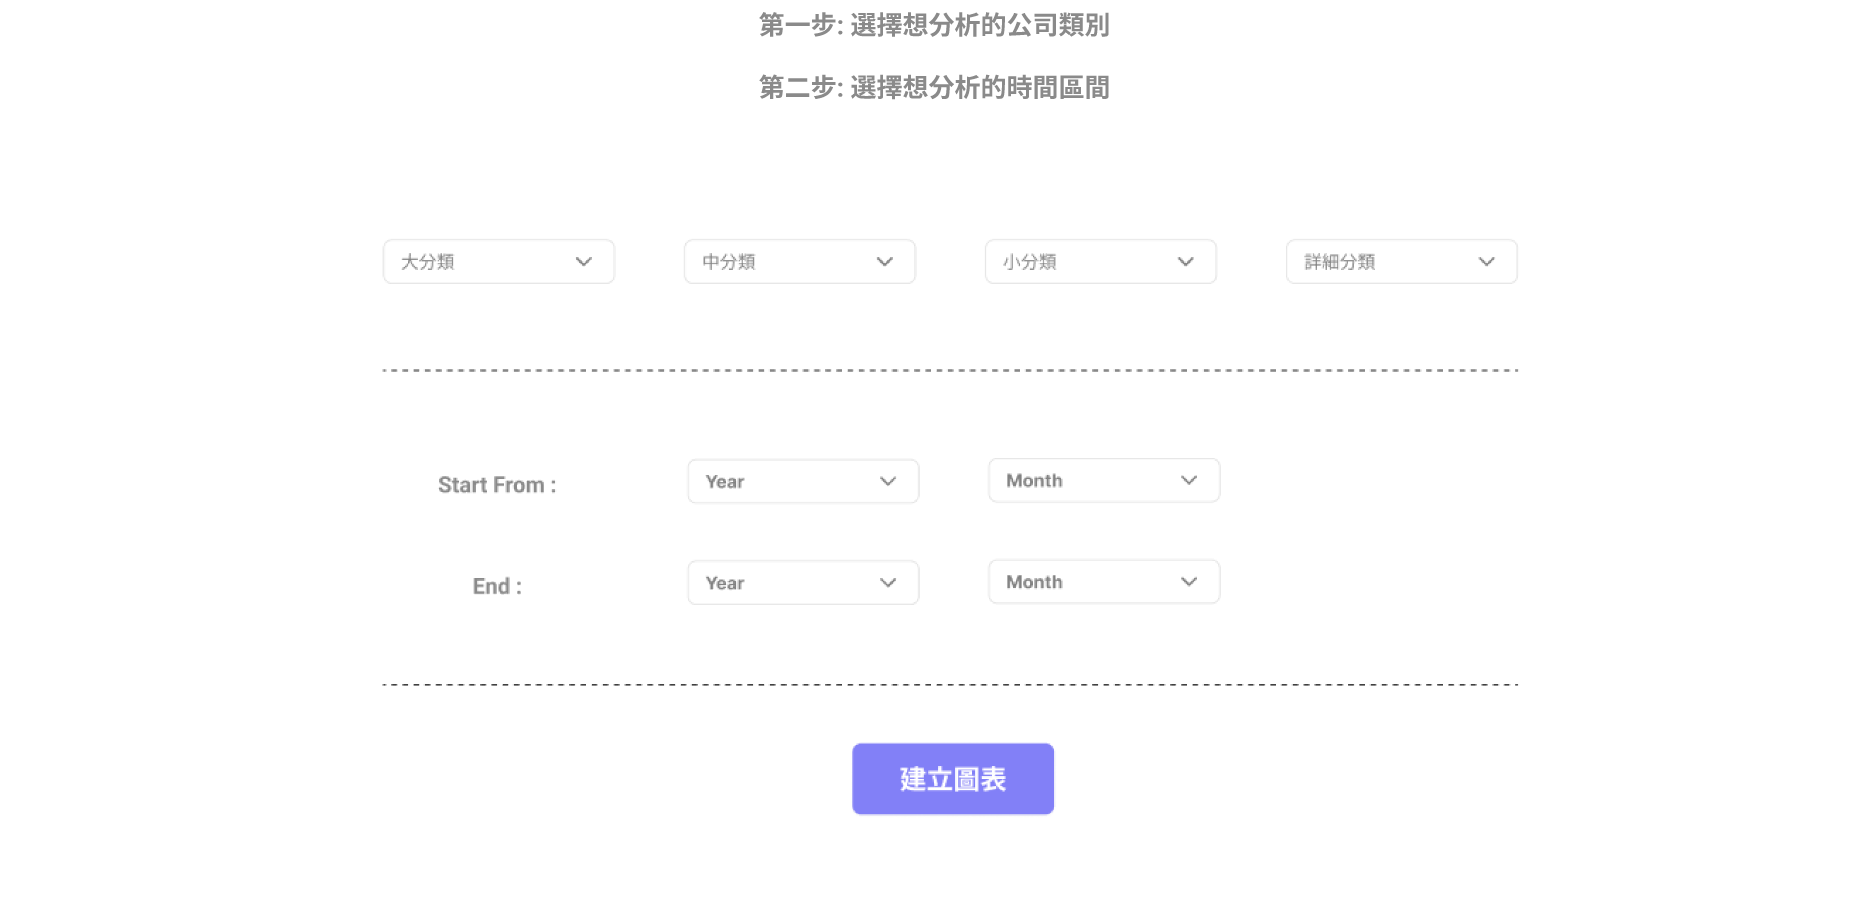 第一步: 選擇想分析的公司類別
第二步: 選擇想分析的時間區間
大分類 中分類 小分類 詳細分類
Start From : Year Month
End : Year Month
建立圖表